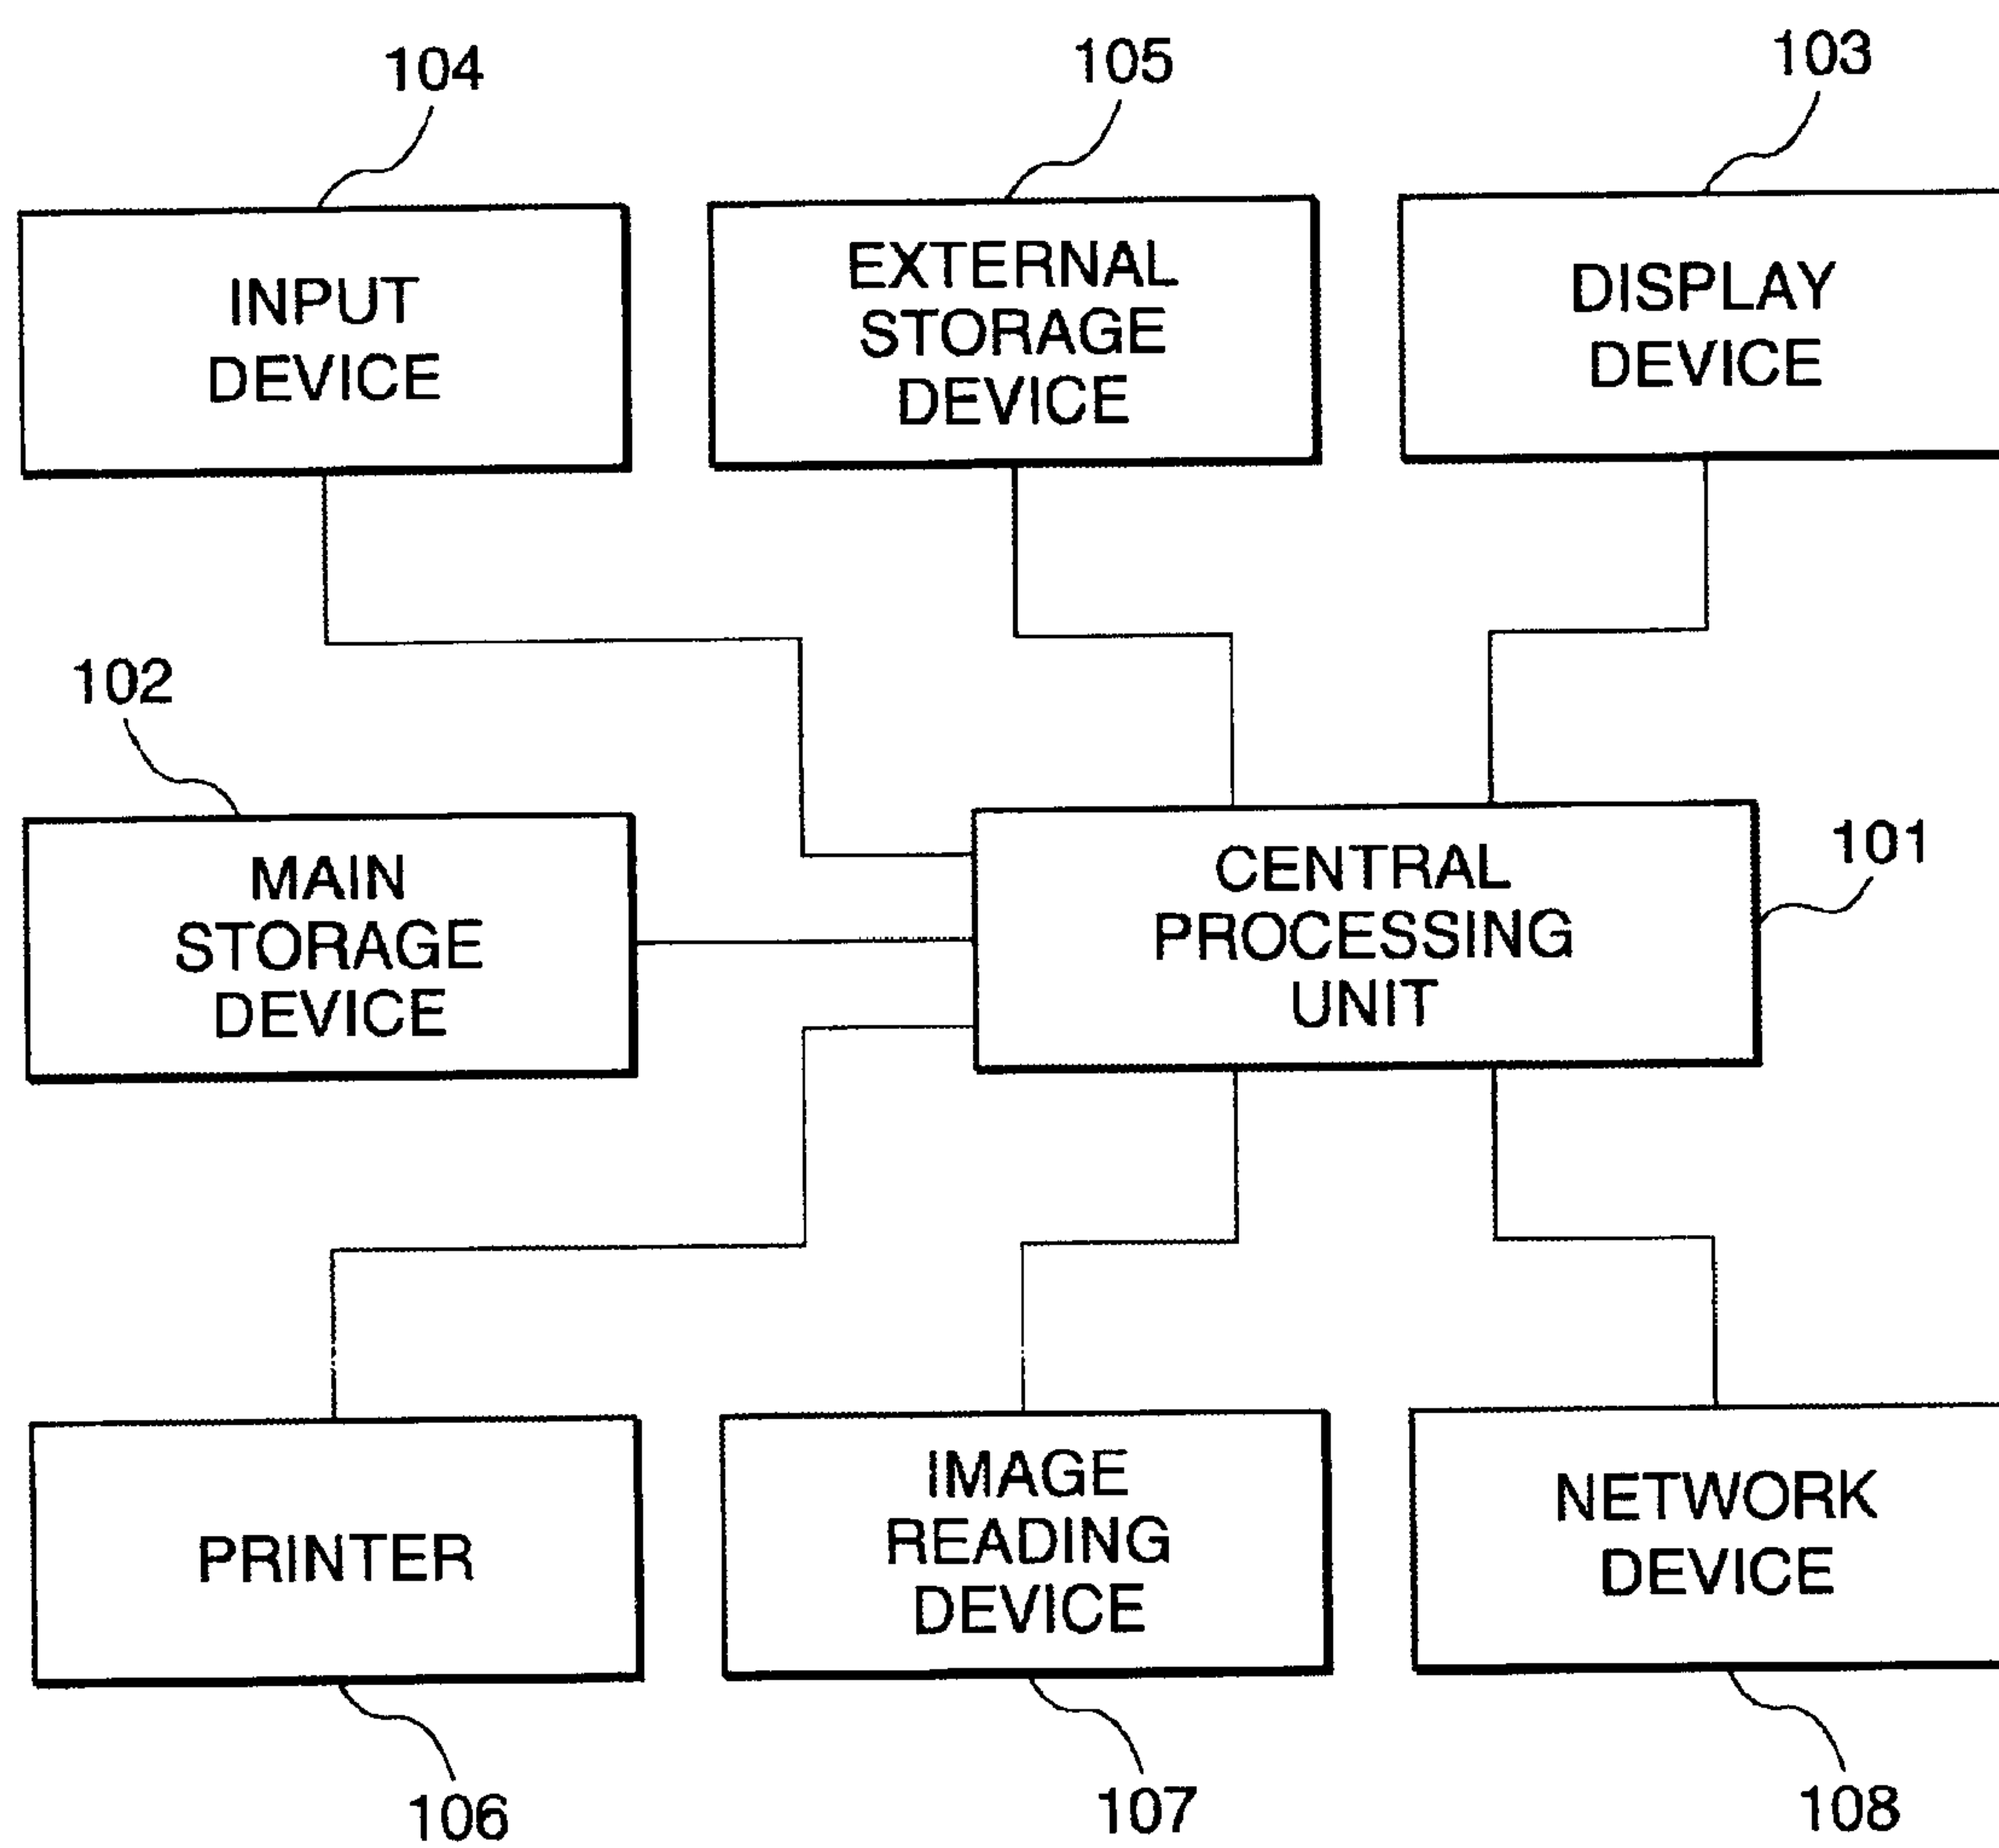 104
105
103
INPUT
DEVICE
EXTERNAL
STORAGE
DEVICE
DISPLAY
DEVICE
102
MAIN
STORAGE
DEVICE
CENTRAL
PROCESSING
UNIT
101
PRINTER
IMAGE
READING
DEVICE
NETWORK
DEVICE
106
107
108